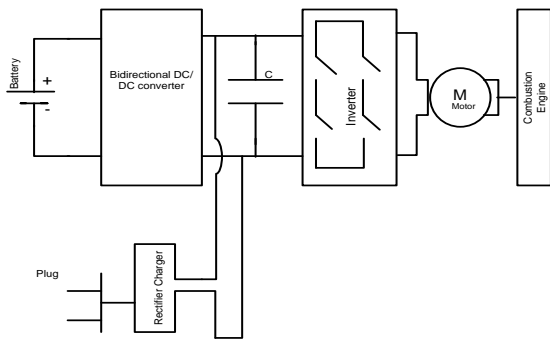 Battery
+
-
Bidirectional DC/
DC converter
C
Inverter
M
Motor
Combustion
Engine
Plug
Rectifier Charger